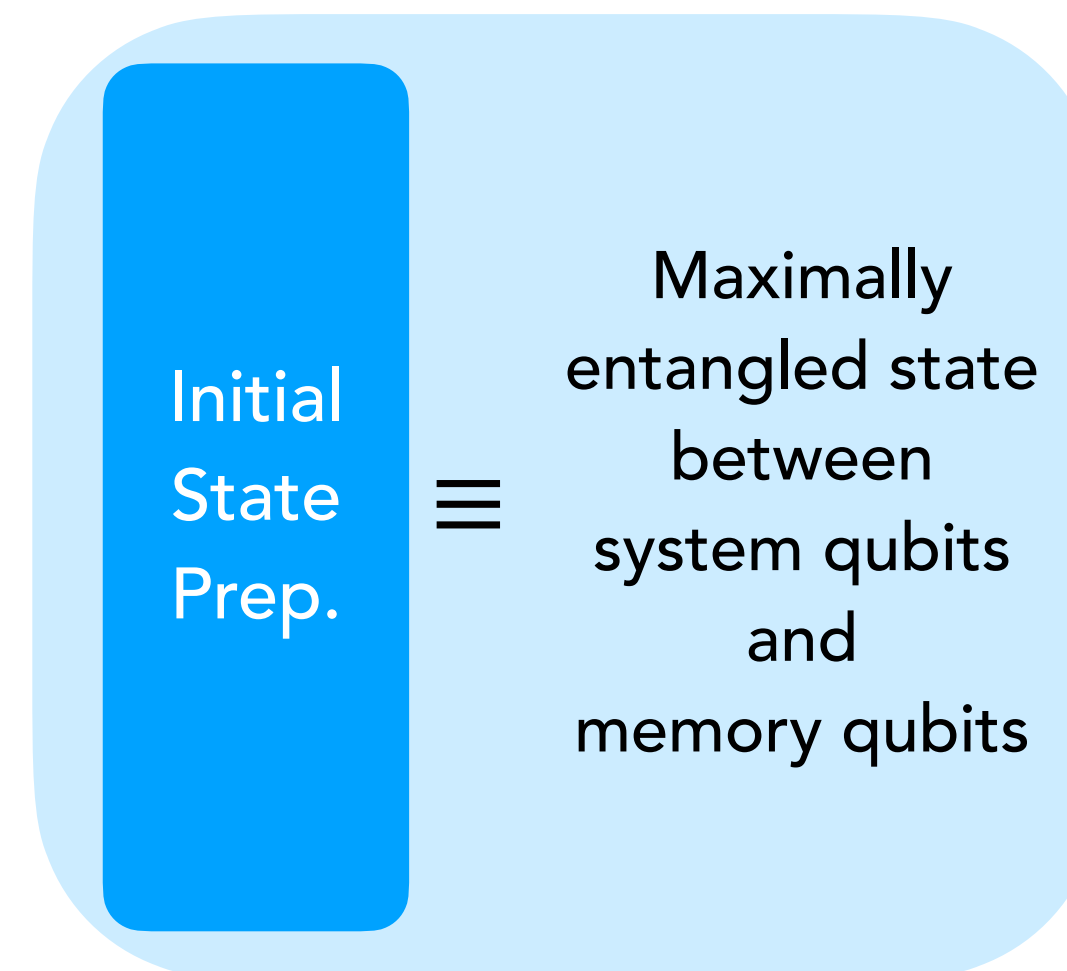 Initial
State
Prep.
≡
Maximally
entangled state
between
system qubits
and
memory qubits